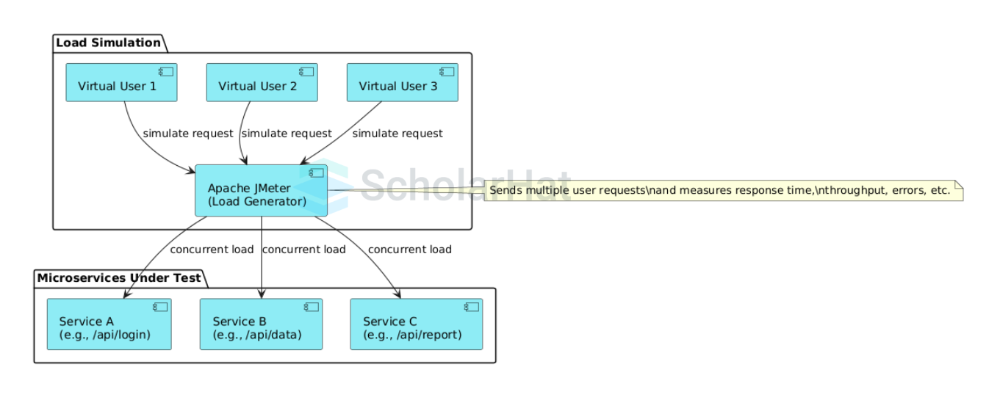 Load Simulation
Virtual User 1
Virtual User 2
Virtual User 3
simulate request
simulate request
simulate request
Apache JMeter
(Load Generator)
ScholarHat
Sends multiple user requests\nand measures response time,\nthroughput, errors, etc.
concurrent load
concurrent load
concurrent load
Microservices Under Test
Service A
(e.g., /api/login)
Service B
(e.g., /api/data)
Service C
(e.g., /api/report)